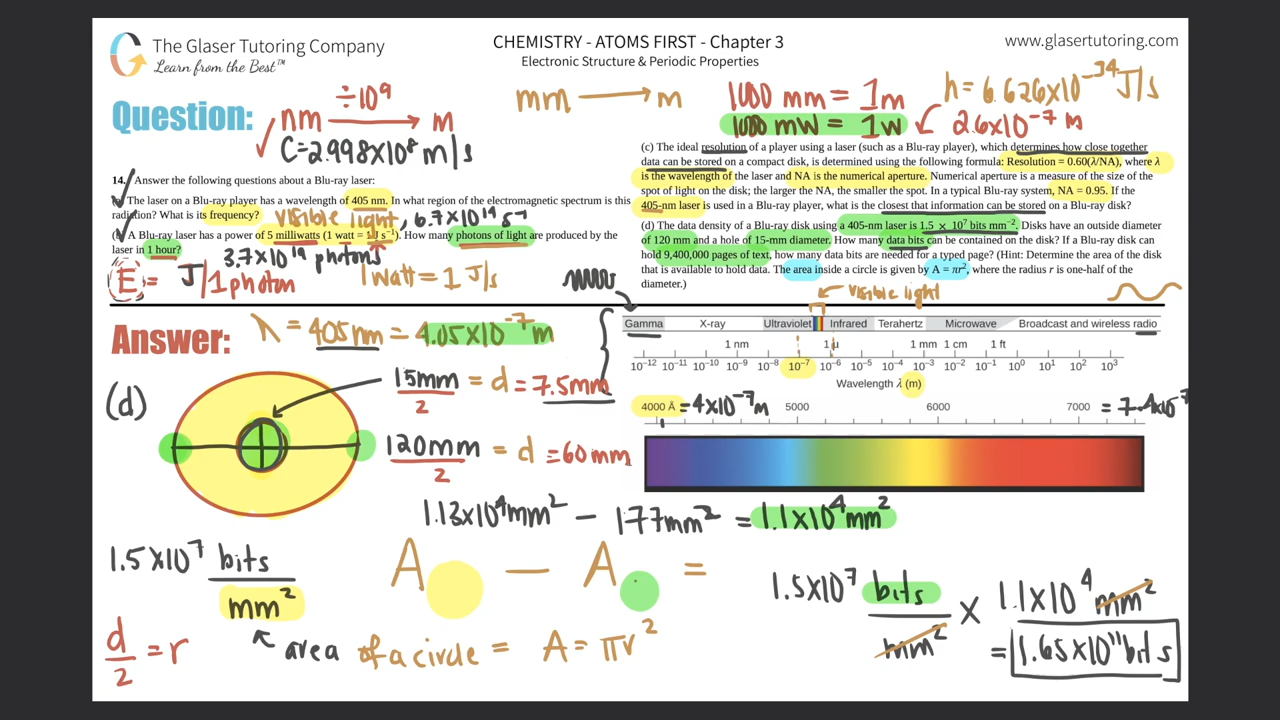 The Glaser Tutoring Company
Learn from the Best™
CHEMISTRY - ATOMS FIRST - Chapter 3
Electronic Structure & Periodic Properties
www.glasertutoring.com
Question:
÷10⁹
nm → m
C=2.998x10⁸ m/s
mm → m
1000 mm = 1m
1000 mW = 1W
h=6.626x10⁻³⁴ J/s
2.6x10⁻⁷ m
14. Answer the following questions about a Blu-ray laser:
The laser on a Blu-ray player has a wavelength of 405 nm. In what region of the electromagnetic spectrum is this
radiation? What is its frequency?
visible light, 6.7x10¹⁴ s⁻¹
A Blu-ray laser has a power of 5 milliwatts (1 watt = 1 J s⁻¹). How many photons of light are produced by the
laser in 1 hour?
3.7x10¹⁹ photons
E = J/1 photon
1 watt = 1 J/s
(c) The ideal resolution of a player using a laser (such as a Blu-ray player), which determines how close together
data can be stored on a compact disk, is determined using the following formula: Resolution = 0.60(λ/NA), where λ
is the wavelength of the laser and NA is the numerical aperture. Numerical aperture is a measure of the size of the
spot of light on the disk; the larger the NA, the smaller the spot. In a typical Blu-ray system, NA = 0.95. If the
405-nm laser is used in a Blu-ray player, what is the closest that information can be stored on a Blu-ray disk?
(d) The data density of a Blu-ray disk using a 405-nm laser is 1.5 × 10⁷ bits mm⁻². Disks have an outside diameter
of 120 mm and a hole of 15-mm diameter. How many data bits can be contained on the disk? If a Blu-ray disk can
hold 9,400,000 pages of text, how many data bits are needed for a typed page? (Hint: Determine the area of the disk
that is available to hold data. The area inside a circle is given by A = πr², where the radius r is one-half of the
diameter.)
visible light
Answer:
λ = 405nm = 4.05x10⁻⁷ m
Gamma X-ray Ultraviolet Infrared Terahertz Microwave Broadcast and wireless radio
1 nm 1 μ 1 mm 1 cm 1 ft
10⁻¹² 10⁻¹¹ 10⁻¹⁰ 10⁻⁹ 10⁻⁸ 10⁻⁷ 10⁻⁶ 10⁻⁵ 10⁻⁴ 10⁻³ 10⁻² 10⁻¹ 10⁰ 10¹ 10² 10³
Wavelength λ (m)
4000 Å = 4x10⁻⁷m 5000 6000 7000 = 7.4x10⁻⁷
(d)
15mm/2 = d = 7.5mm
120mm/2 = d = 60mm
1.13x10⁴mm² − 177mm² = 1.1x10⁴mm²
1.5x10⁷ bits/mm²
A − A =
d/2 = r
area of a circle = A = πr²
1.5x10⁷ bits/mm² x 1.1x10⁴ mm²
= 1.65x10¹¹ bits